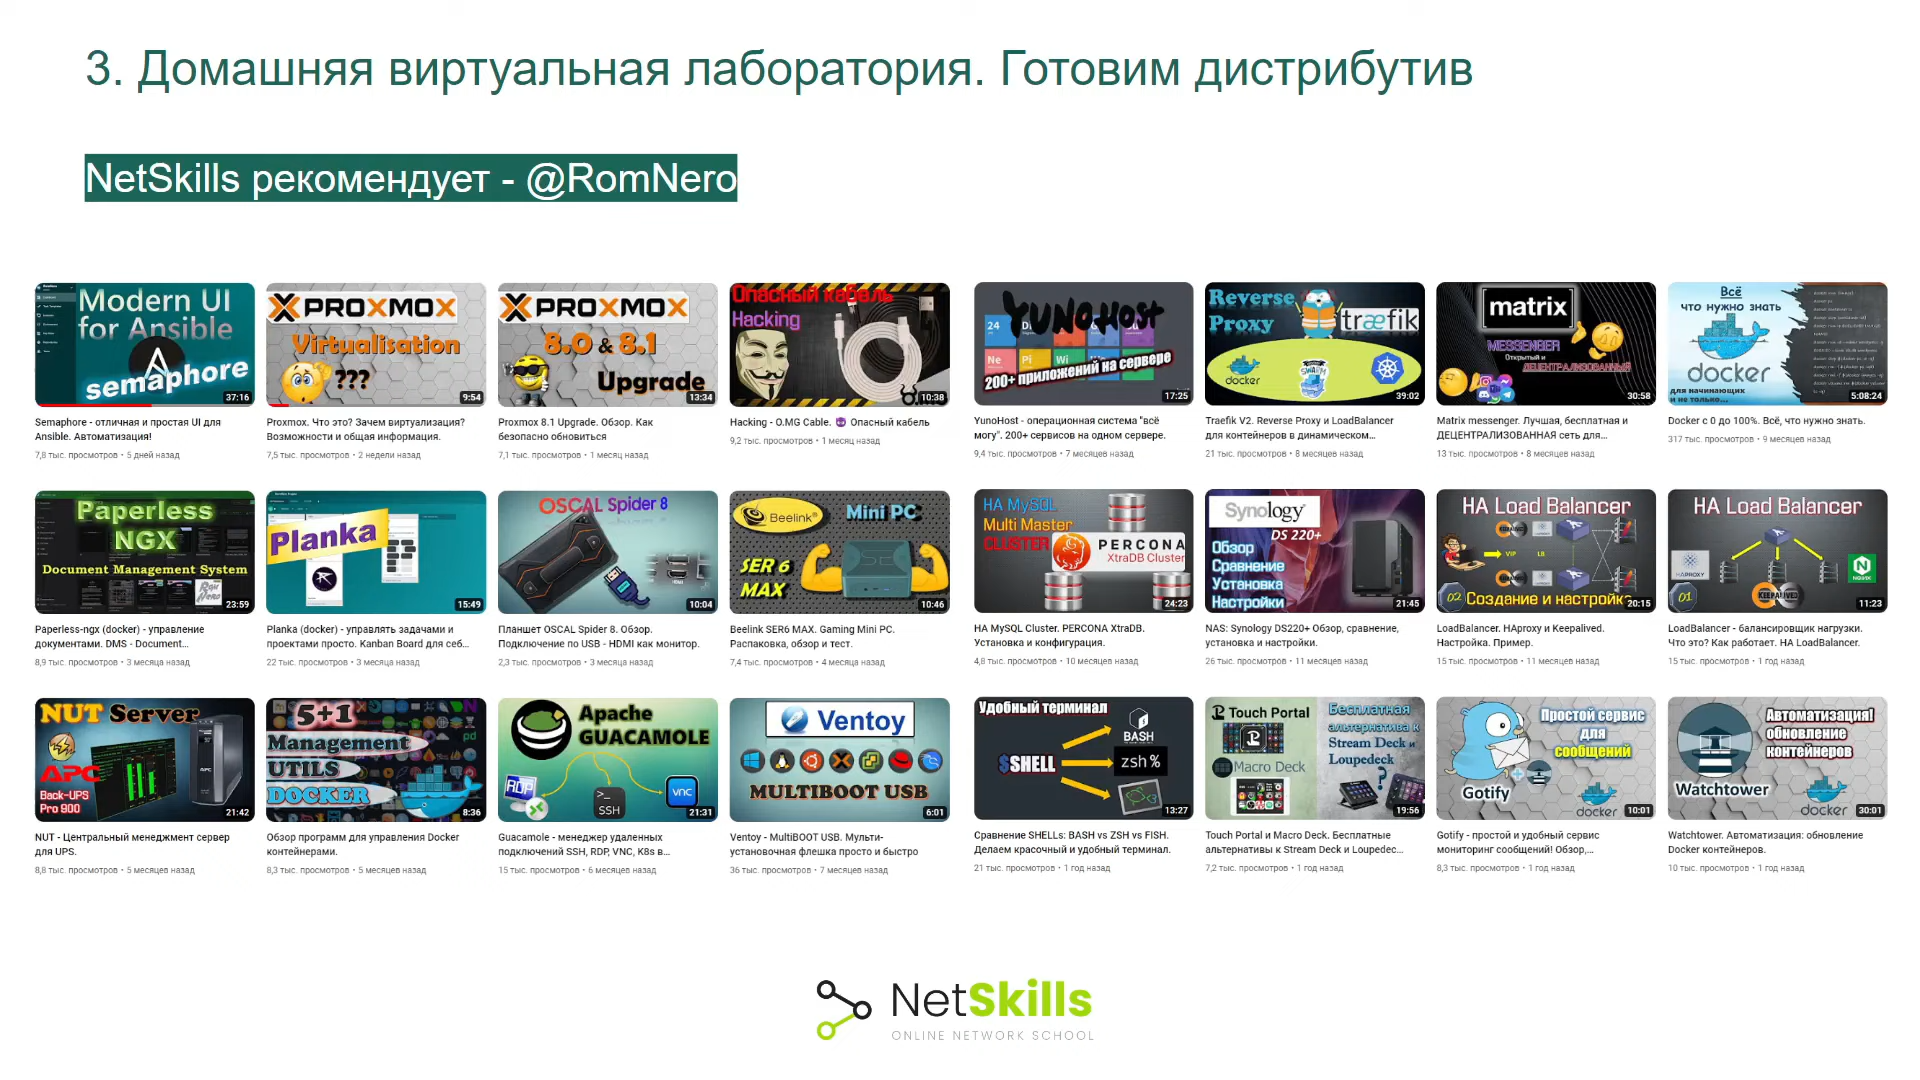 3. Домашняя виртуальная лаборатория. Готовим дистрибутив
NetSkills рекомендует - @RomNero
Modern UI
for Ansible
semaphore
37:16
Semaphore - отличная и простая UI для
Ansible. Автоматизация!
7,8 тыс. просмотров • 5 дней назад
PROXMOX
Virtualisation
???
9:54
Proxmox. Что это? Зачем виртуализация?
Возможности и общая информация.
7,5 тыс. просмотров • 2 недели назад
PROXMOX
8.0 & 8.1
Upgrade
13:34
Proxmox 8.1 Upgrade. Обзор. Как
безопасно обновиться
7,1 тыс. просмотров • 1 месяц назад
Опасный кабель
Hacking
10:38
Hacking - O.MG Cable. 😈 Опасный кабель
9,2 тыс. просмотров • 1 месяц назад
YUNOHOST
24
Ne
Pi
Wi
200+ приложений на сервере
17:25
YunoHost - операционная система "всё
могу". 200+ сервисов на одном сервере.
9,4 тыс. просмотров • 7 месяцев назад
Reverse
Proxy
træfik
docker
SWARM
39:02
Traefik V2. Reverse Proxy и LoadBalancer
для контейнеров в динамическом...
21 тыс. просмотров • 8 месяцев назад
matrix
MESSENGER
Открытый и
ДЕЦЕНТРАЛИЗОВАННЫЙ
30:58
Matrix messenger. Лучшая, бесплатная и
ДЕЦЕНТРАЛИЗОВАННАЯ сеть для...
13 тыс. просмотров • 8 месяцев назад
Всё
что нужно знать
docker
для начинающих
и не только...
5:08:24
Docker с 0 до 100%. Всё, что нужно знать.
317 тыс. просмотров • 9 месяцев назад
Paperless
NGX
Document Management System
23:59
Paperless-ngx (docker) - управление
документами. DMS - Document...
8,9 тыс. просмотров • 3 месяца назад
Planka
15:49
Planka (docker) - управлять задачами и
проектами просто. Kanban Board для себ...
22 тыс. просмотров • 3 месяца назад
OSCAL Spider 8
HDMI
10:04
Планшет OSCAL Spider 8. Обзор.
Подключение по USB - HDMI как монитор.
2,3 тыс. просмотров • 3 месяца назад
Beelink
Mini PC
SER 6
MAX
10:46
Beelink SER6 MAX. Gaming Mini PC.
Распаковка, обзор и тест.
7,4 тыс. просмотров • 4 месяца назад
HA MySQL
Multi Master
CLUSTER
PERCONA
XtraDB Cluster
24:23
HA MySQL Cluster. PERCONA XtraDB.
Установка и конфигурация.
4,8 тыс. просмотров • 10 месяцев назад
Synology
DS 220+
Обзор
Сравнение
Установка
Настройки
21:45
NAS: Synology DS220+ Обзор, сравнение,
установка и настройки.
26 тыс. просмотров • 11 месяцев назад
HA Load Balancer
VIP
LB
02
Создание и настройка
20:15
LoadBalancer. HAproxy и Keepalived.
Настройка. Пример.
15 тыс. просмотров • 11 месяцев назад
HA Load Balancer
HAPROXY
NGINX
01
KEEPALIVED
11:23
LoadBalancer - балансировщик нагрузки.
Что это? Как работает. HA LoadBalancer.
15 тыс. просмотров • 1 год назад
NUT Server
APC
Back-UPS
Pro 900
21:42
NUT - Центральный менеджмент сервер
для UPS.
8,8 тыс. просмотров • 5 месяцев назад
5+1
Management
UTILS
DOCKER
8:36
Обзор программ для управления Docker
контейнерами.
8,3 тыс. просмотров • 5 месяцев назад
Apache
GUACAMOLE
RDP
SSH
VNC
21:31
Guacamole - менеджер удаленных
подключений SSH, RDP, VNC, K8s в...
15 тыс. просмотров • 6 месяцев назад
Ventoy
MULTIBOOT USB
6:01
Ventoy - MultiBOOT USB. Мульти-
установочная флешка просто и быстро
36 тыс. просмотров • 7 месяцев назад
Удобный терминал
$SHELL
BASH
zsh %
13:27
Сравнение SHELLs: BASH vs ZSH vs FISH.
Делаем красочный и удобный терминал.
21 тыс. просмотров • 1 год назад
Touch Portal
Macro Deck
Бесплатная
альтернатива к
Stream Deck и
Loupedeck
?
19:56
Touch Portal и Macro Deck. Бесплатные
альтернативы к Stream Deck и Loupedec...
7,2 тыс. просмотров • 1 год назад
Простой сервис
для
сообщений
Gotify
docker
10:01
Gotify - простой и удобный сервис
мониторинг сообщений! Обзор,...
8,3 тыс. просмотров • 1 год назад
Автоматизация!
обновление
контейнеров
Watchtower
docker
30:01
Watchtower. Автоматизация: обновление
Docker контейнеров.
10 тыс. просмотров • 1 год назад
NetSkills
ONLINE NETWORK SCHOOL